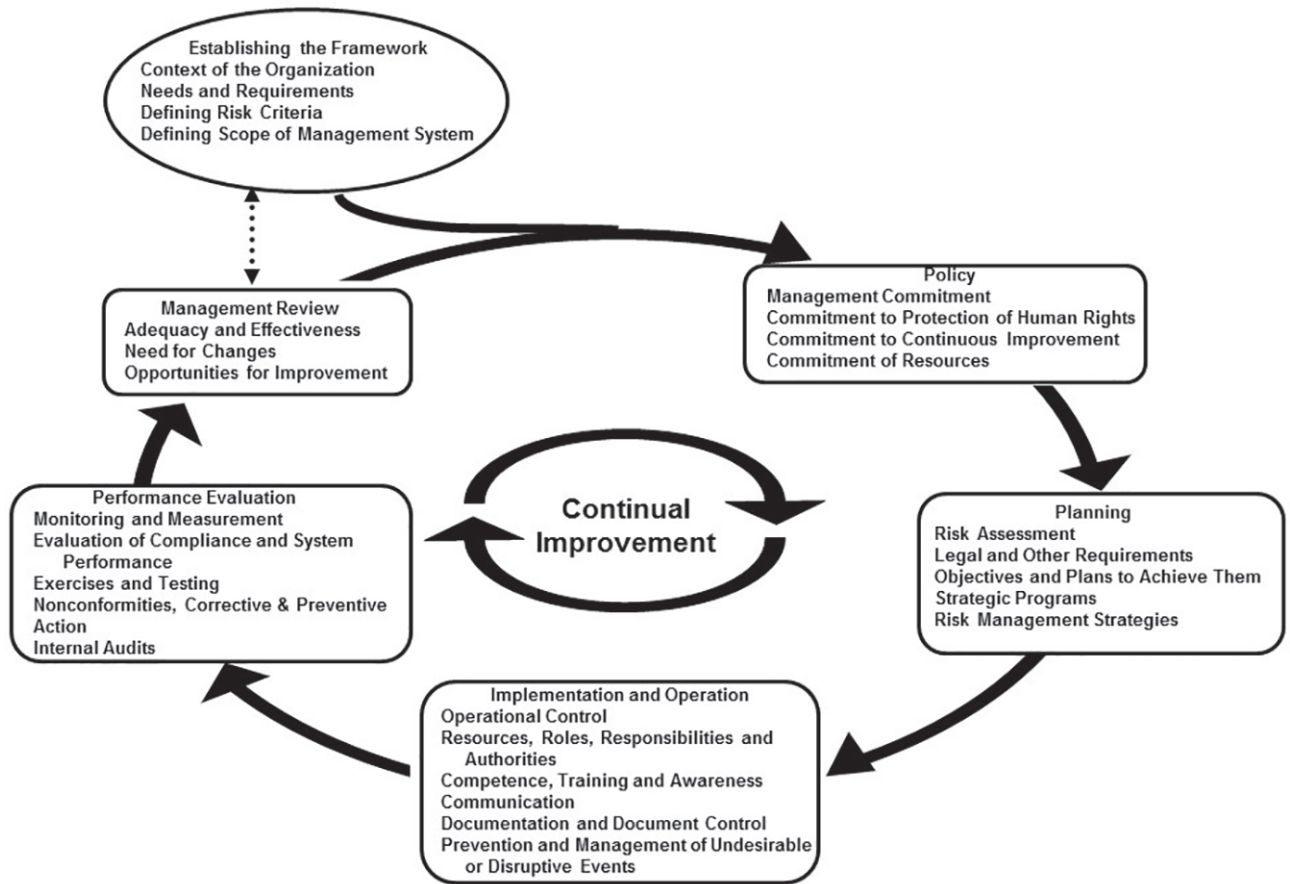 Establishing the Framework
Context of the Organization
Needs and Requirements
Defining Risk Criteria
Defining Scope of Management System
Management Review
Adequacy and Effectiveness
Need for Changes
Opportunities for Improvement
Policy
Management Commitment
Commitment to Protection of Human Rights
Commitment to Continuous Improvement
Commitment of Resources
Continual
Improvement
Performance Evaluation
Monitoring and Measurement
Evaluation of Compliance and System
Performance
Exercises and Testing
Nonconformities, Corrective & Preventive
Action
Internal Audits
Planning
Risk Assessment
Legal and Other Requirements
Objectives and Plans to Achieve Them
Strategic Programs
Risk Management Strategies
Implementation and Operation
Operational Control
Resources, Roles, Responsibilities and
Authorities
Competence, Training and Awareness
Communication
Documentation and Document Control
Prevention and Management of Undesirable
or Disruptive Events